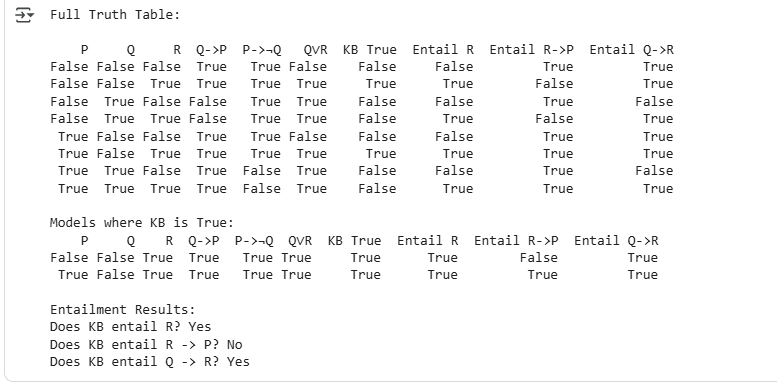 Full Truth Table:
P Q R Q->P P->¬Q Q∨R KB True Entail R Entail R->P Entail Q->R
False False False True True False False False True True
False False True True True True True True False True
False True False False True True False False True False
False True True False True True False True False True
True False False True True False False False True True
True False True True True True True True True True
True True False True False True False False True False
True True True True False True False True True True
Models where KB is True:
P Q R Q->P P->¬Q Q∨R KB True Entail R Entail R->P Entail Q->R
False False True True True True True True False True
True False True True True True True True True True
Entailment Results:
Does KB entail R? Yes
Does KB entail R -> P? No
Does KB entail Q -> R? Yes